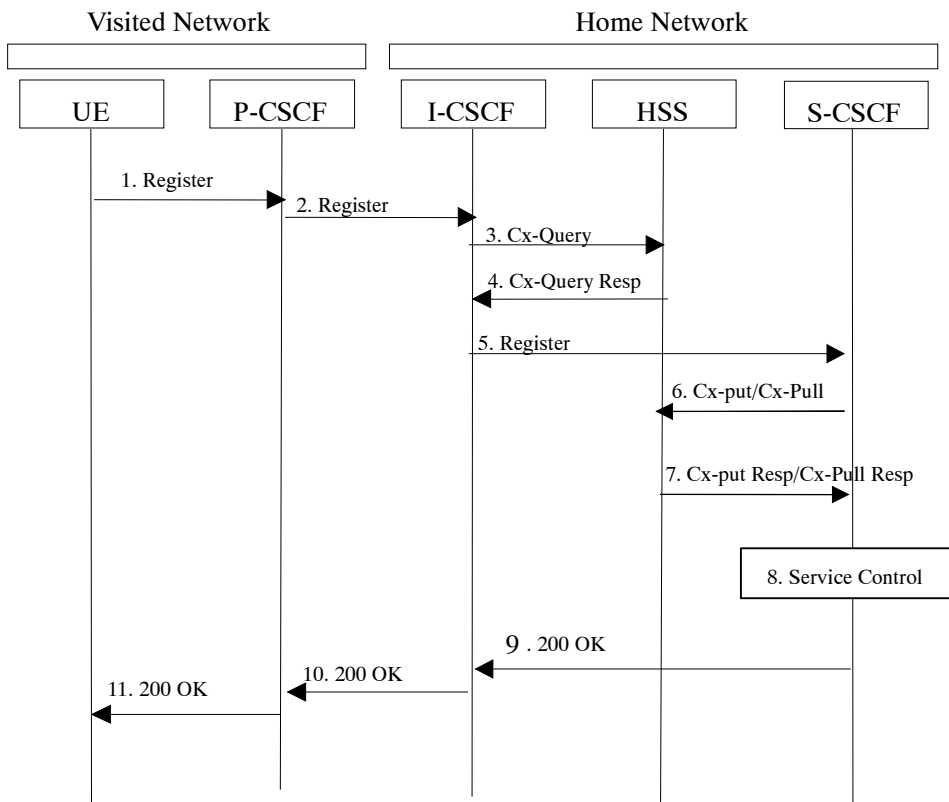 Visited Network
Home Network
UE
P-CSCF
I-CSCF
HSS
S-CSCF
1. Register
2. Register
3. Cx-Query
4. Cx-Query Resp
5. Register
6. Cx-put/Cx-Pull
7. Cx-put Resp/Cx-Pull Resp
8. Service Control
9 . 200 OK
10. 200 OK
11. 200 OK